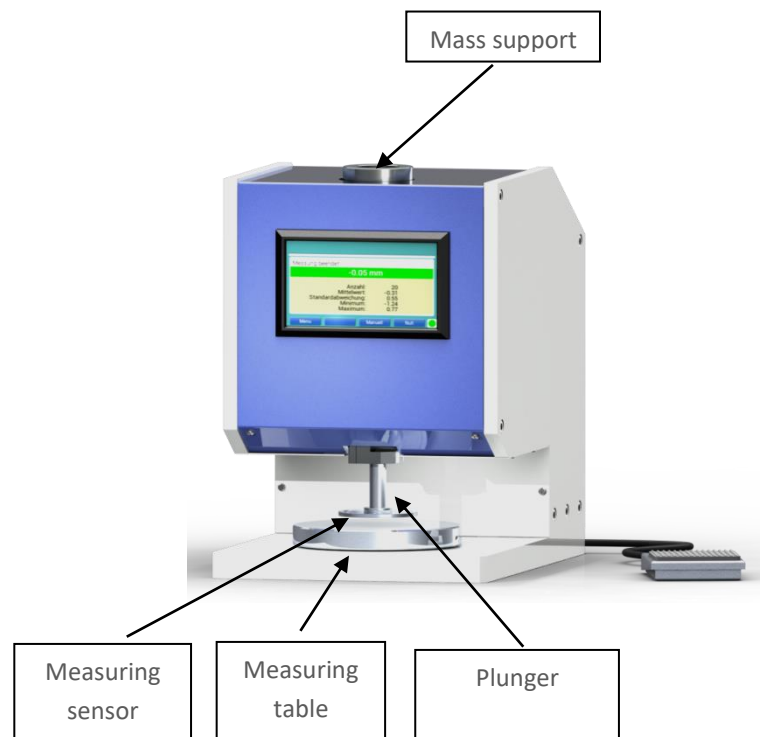 Mass support
Messung beendet
-0.05 mm
Anzahl: 20
Mittelwert: -0.31
Standardabweichung: 0.55
Minimum: -1.24
Maximum: 0.77
Menü Manuell Null
Measuring
sensor
Measuring
table
Plunger